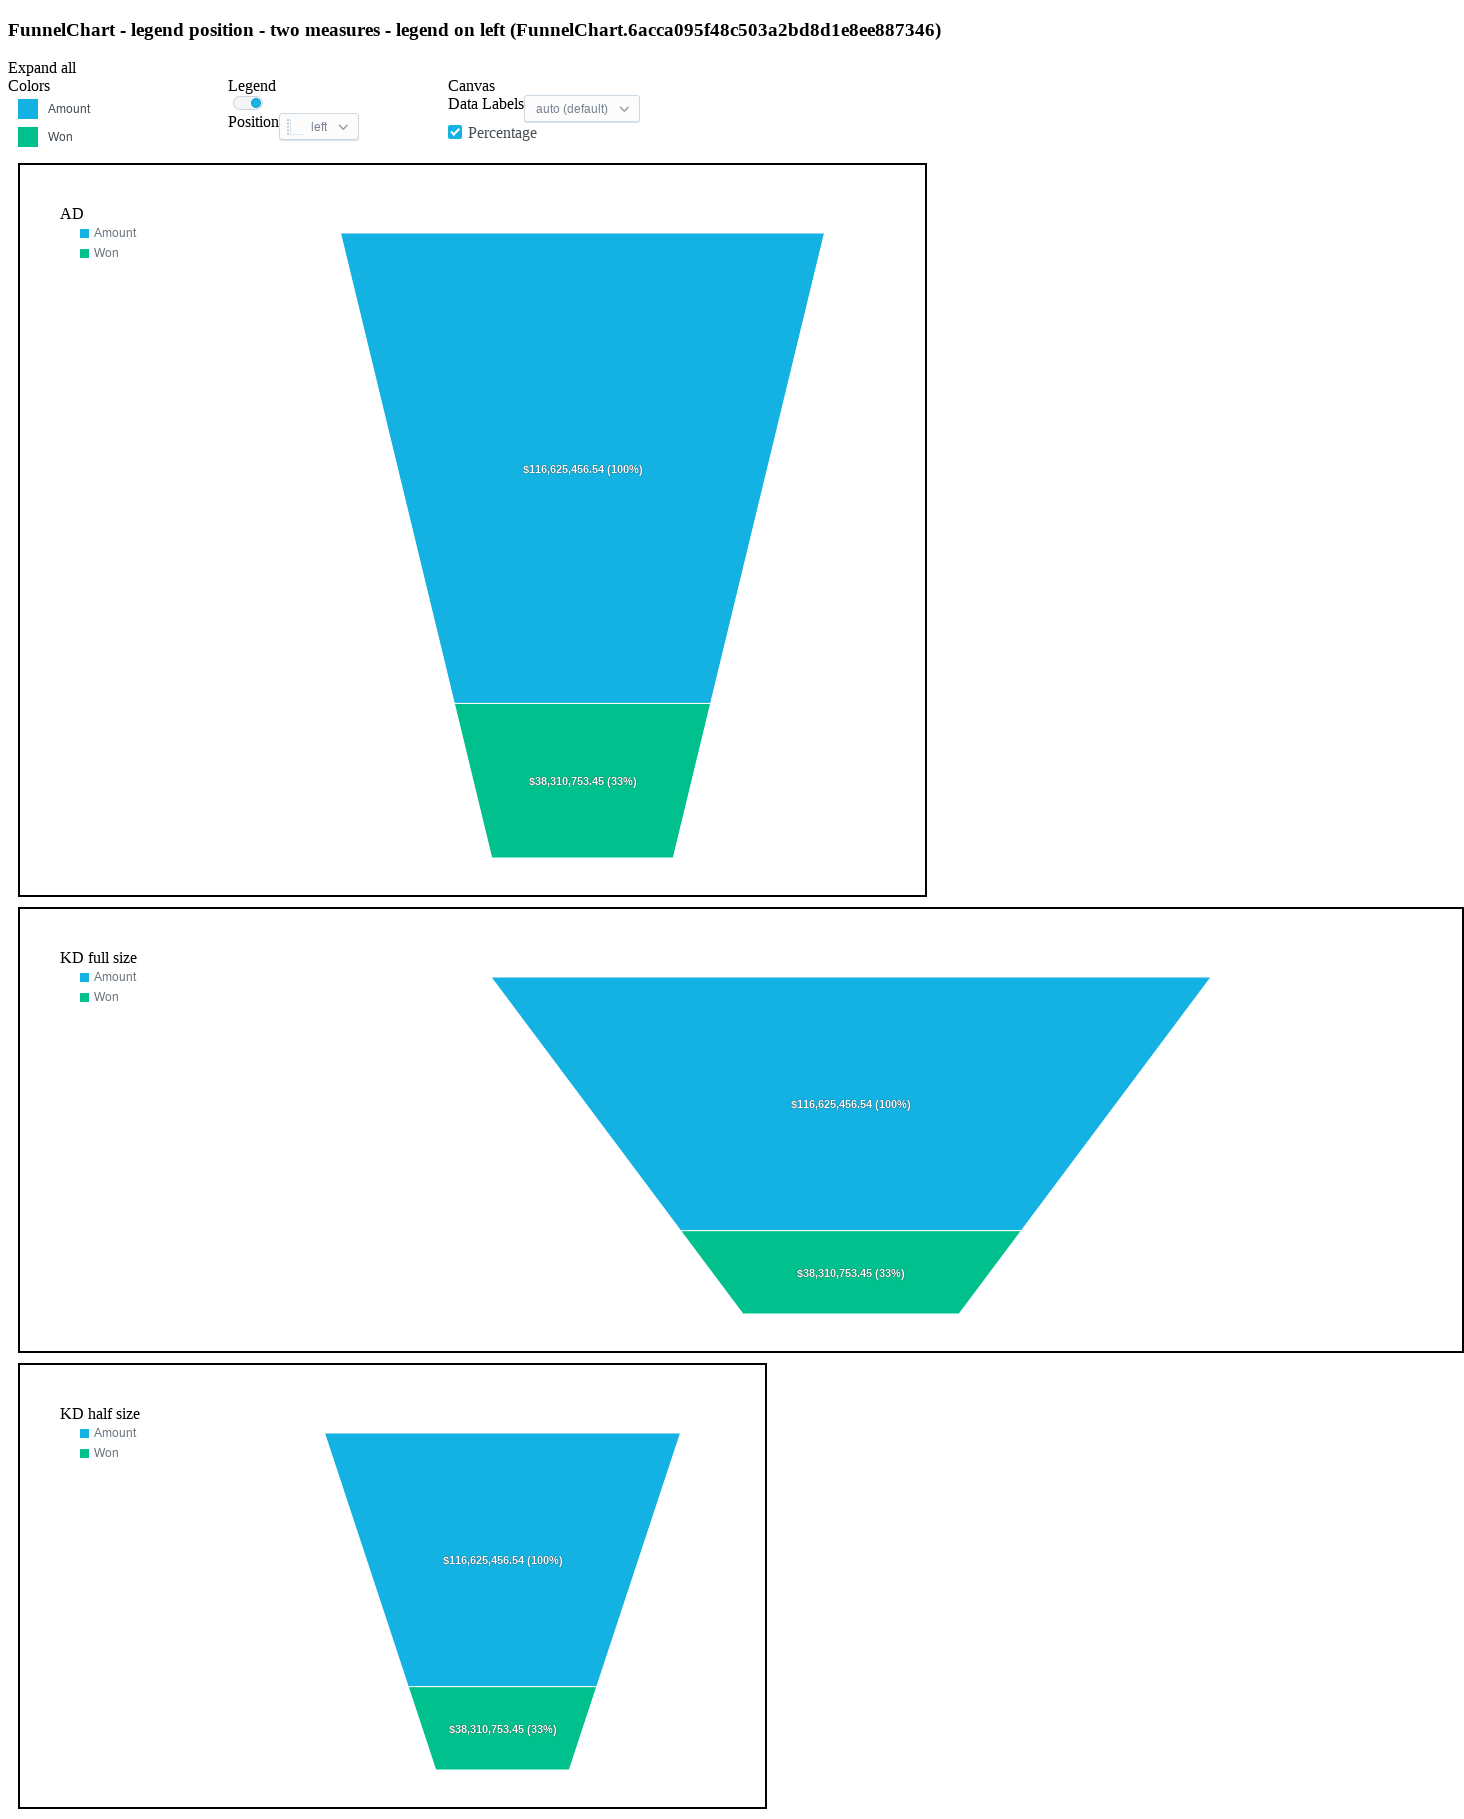 FunnelChart - legend position - two measures - legend on left (FunnelChart.6acca095f48c503a2bd8d1e8ee887346)
Expand all
Colors
Amount
Won
Legend
Position
left
Canvas
Data Labels
auto (default)
Percentage
AD
Amount
Won
$116,625,456.54 (100%)
$38,310,753.45 (33%)
KD full size
Amount
Won
$116,625,456.54 (100%)
$38,310,753.45 (33%)
KD half size
Amount
Won
$116,625,456.54 (100%)
$38,310,753.45 (33%)